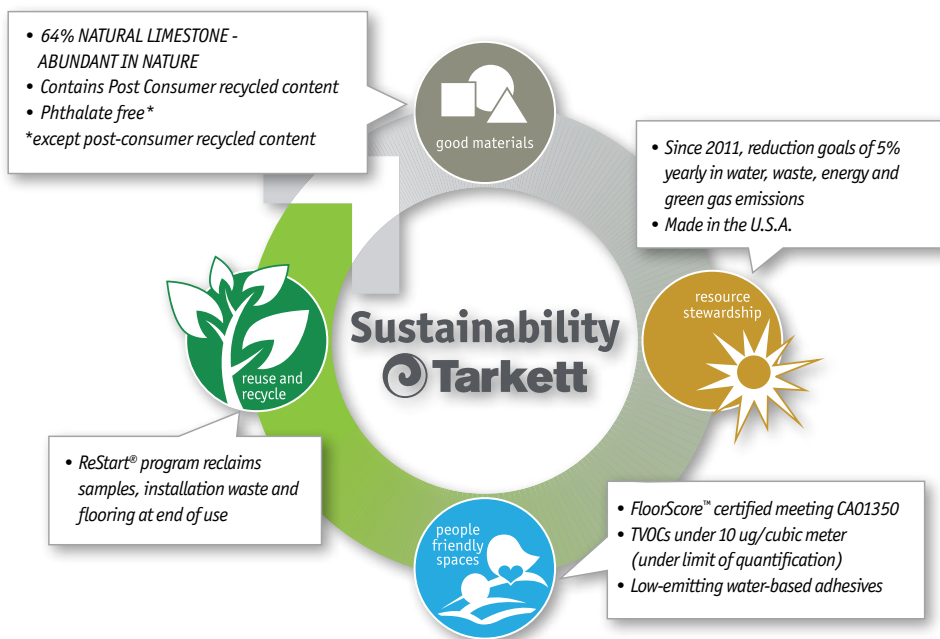 • 64% NATURAL LIMESTONE -
ABUNDANT IN NATURE
• Contains Post Consumer recycled content
• Phthalate free*
*except post-consumer recycled content
good materials
• Since 2011, reduction goals of 5%
yearly in water, waste, energy and
green gas emissions
• Made in the U.S.A.
resource
stewardship
Sustainability
Tarkett
reuse and
recycle
• ReStart® program reclaims
samples, installation waste and
flooring at end of use
people
friendly
spaces
• FloorScore™ certified meeting CA01350
• TVOCs under 10 ug/cubic meter
(under limit of quantification)
• Low-emitting water-based adhesives